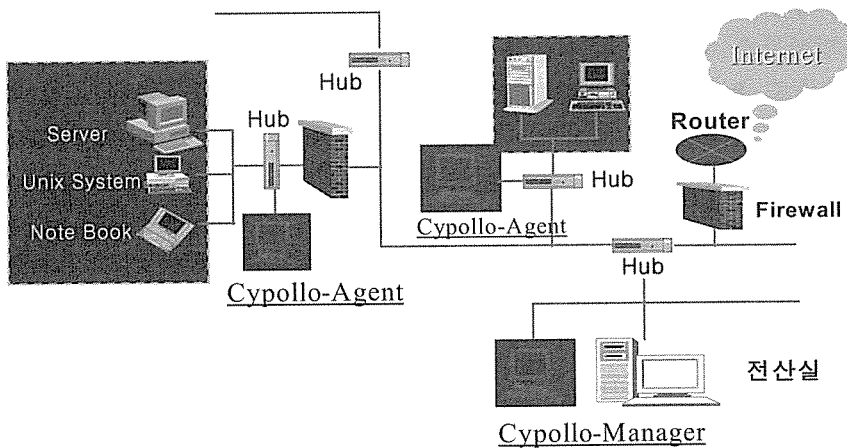 Internet
Hub
Server
Hub
Router
Unix System
Hub
Firewall
Note Book
Cypollo-Agent
Hub
Cypollo-Agent
전산실
Cypollo-Manager